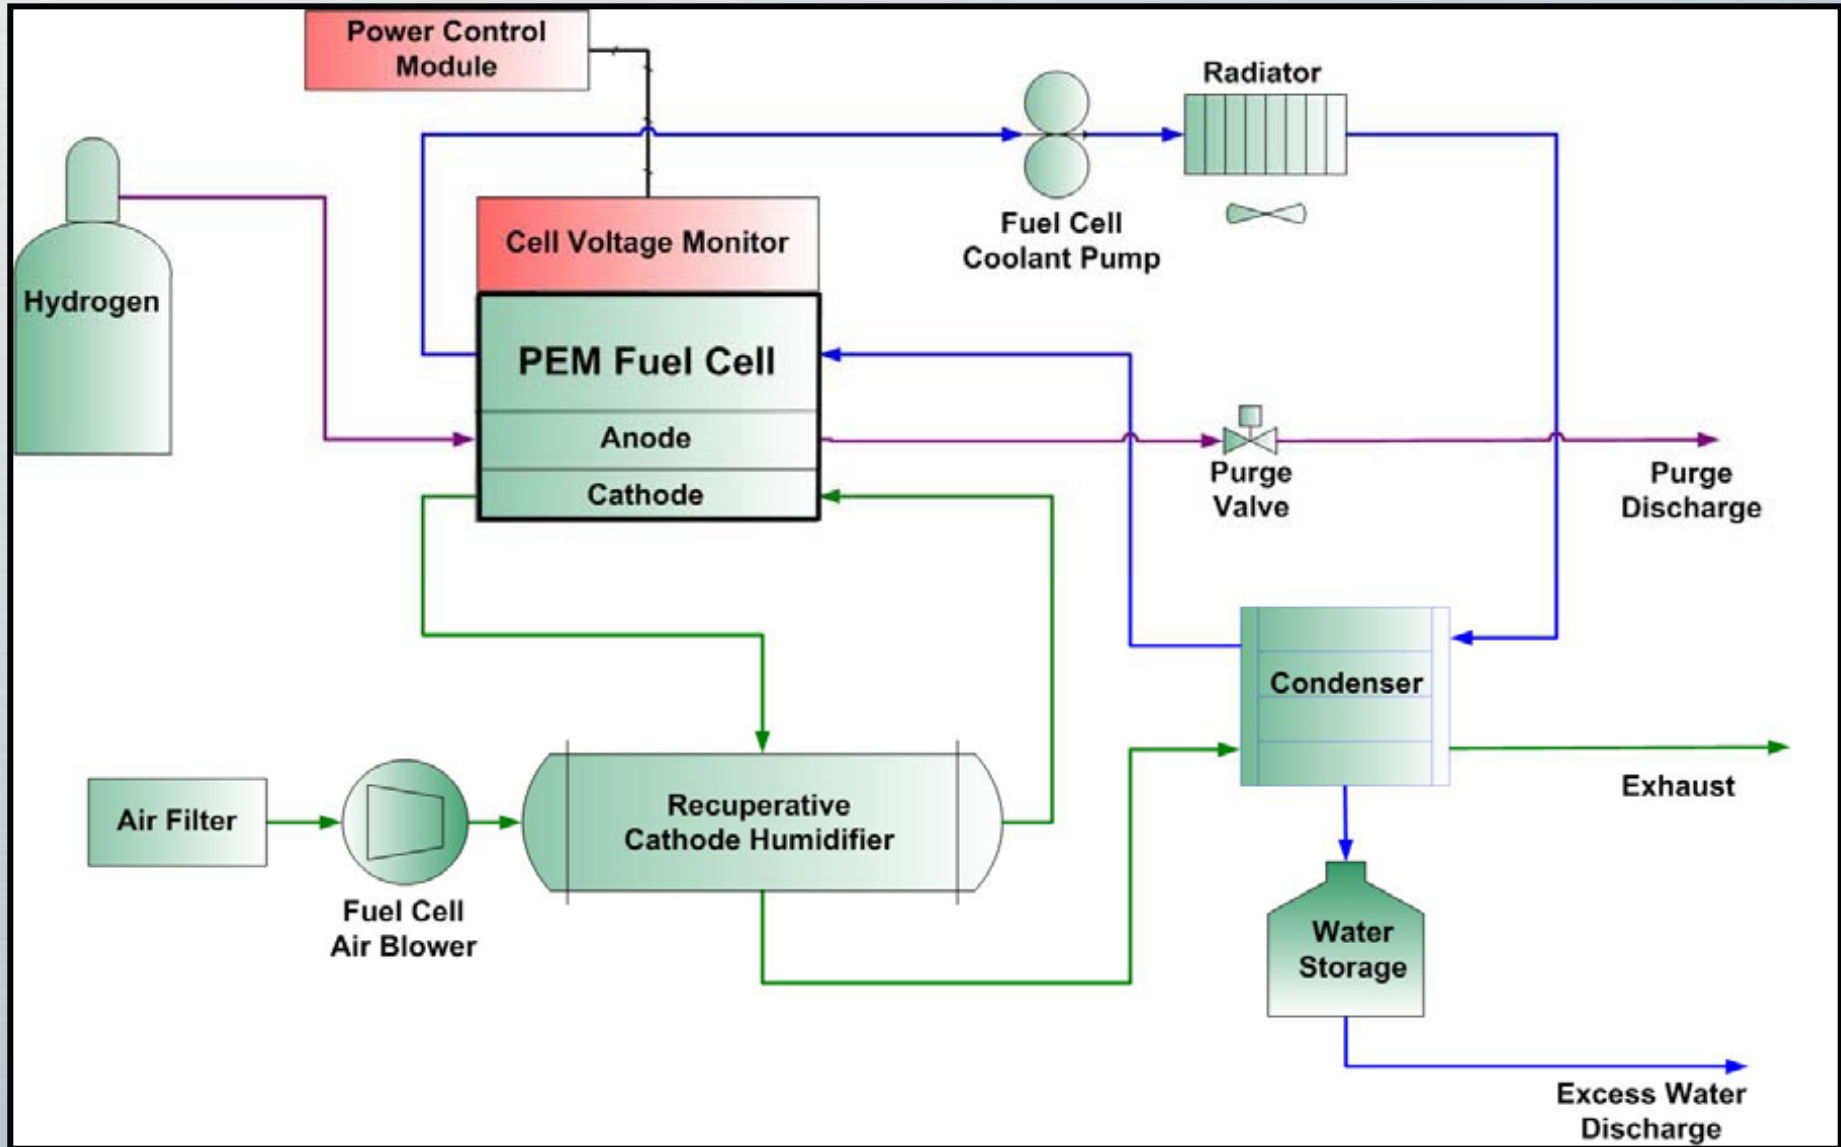 Power Control
Module
Radiator
Cell Voltage Monitor
Fuel Cell
Coolant Pump
Hydrogen
PEM Fuel Cell
Anode
Cathode
Purge
Valve
Purge
Discharge
Condenser
Exhaust
Air Filter
Recuperative
Cathode Humidifier
Fuel Cell
Air Blower
Water
Storage
Excess Water
Discharge